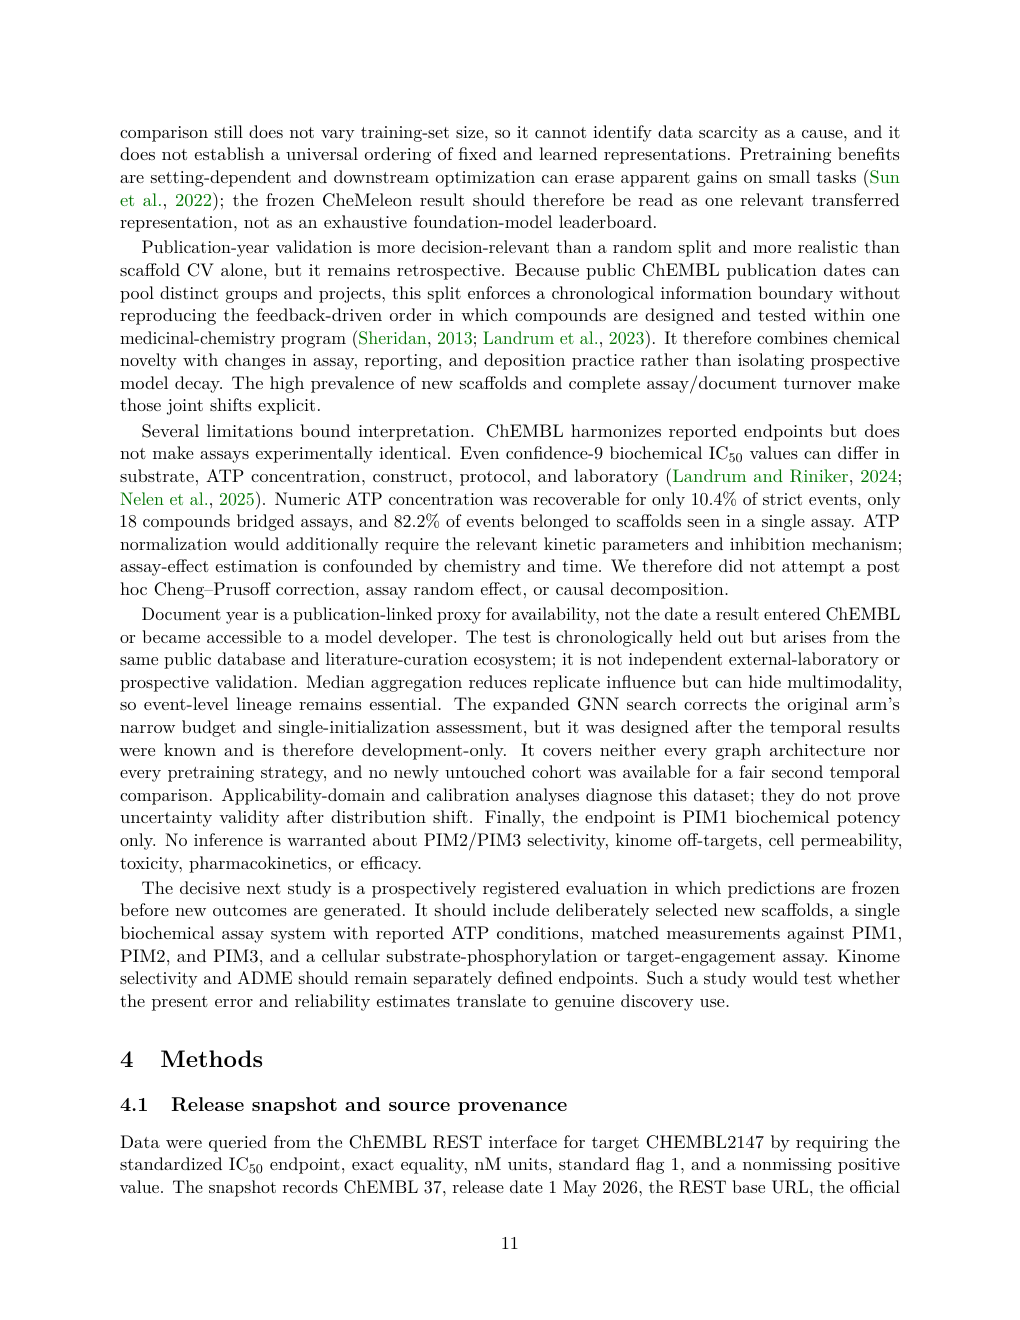 comparison still does not vary training-set size, so it cannot identify data scarcity as a cause, and it
does not establish a universal ordering of fixed and learned representations. Pretraining benefits
are setting-dependent and downstream optimization can erase apparent gains on small tasks (Sun
et al., 2022); the frozen CheMeleon result should therefore be read as one relevant transferred
representation, not as an exhaustive foundation-model leaderboard.
Publication-year validation is more decision-relevant than a random split and more realistic than
scaffold CV alone, but it remains retrospective. Because public ChEMBL publication dates can
pool distinct groups and projects, this split enforces a chronological information boundary without
reproducing the feedback-driven order in which compounds are designed and tested within one
medicinal-chemistry program (Sheridan, 2013; Landrum et al., 2023). It therefore combines chemical
novelty with changes in assay, reporting, and deposition practice rather than isolating prospective
model decay. The high prevalence of new scaffolds and complete assay/document turnover make
those joint shifts explicit.
Several limitations bound interpretation. ChEMBL harmonizes reported endpoints but does
not make assays experimentally identical. Even confidence-9 biochemical IC50 values can differ in
substrate, ATP concentration, construct, protocol, and laboratory (Landrum and Riniker, 2024;
Nelen et al., 2025). Numeric ATP concentration was recoverable for only 10.4% of strict events, only
18 compounds bridged assays, and 82.2% of events belonged to scaffolds seen in a single assay. ATP
normalization would additionally require the relevant kinetic parameters and inhibition mechanism;
assay-effect estimation is confounded by chemistry and time. We therefore did not attempt a post
hoc Cheng–Prusoff correction, assay random effect, or causal decomposition.
Document year is a publication-linked proxy for availability, not the date a result entered ChEMBL
or became accessible to a model developer. The test is chronologically held out but arises from the
same public database and literature-curation ecosystem; it is not independent external-laboratory or
prospective validation. Median aggregation reduces replicate influence but can hide multimodality,
so event-level lineage remains essential. The expanded GNN search corrects the original arm's
narrow budget and single-initialization assessment, but it was designed after the temporal results
were known and is therefore development-only. It covers neither every graph architecture nor
every pretraining strategy, and no newly untouched cohort was available for a fair second temporal
comparison. Applicability-domain and calibration analyses diagnose this dataset; they do not prove
uncertainty validity after distribution shift. Finally, the endpoint is PIM1 biochemical potency
only. No inference is warranted about PIM2/PIM3 selectivity, kinome off-targets, cell permeability,
toxicity, pharmacokinetics, or efficacy.
The decisive next study is a prospectively registered evaluation in which predictions are frozen
before new outcomes are generated. It should include deliberately selected new scaffolds, a single
biochemical assay system with reported ATP conditions, matched measurements against PIM1,
PIM2, and PIM3, and a cellular substrate-phosphorylation or target-engagement assay. Kinome
selectivity and ADME should remain separately defined endpoints. Such a study would test whether
the present error and reliability estimates translate to genuine discovery use.
4 Methods
4.1 Release snapshot and source provenance
Data were queried from the ChEMBL REST interface for target CHEMBL2147 by requiring the
standardized IC50 endpoint, exact equality, nM units, standard flag 1, and a nonmissing positive
value. The snapshot records ChEMBL 37, release date 1 May 2026, the REST base URL, the official
11